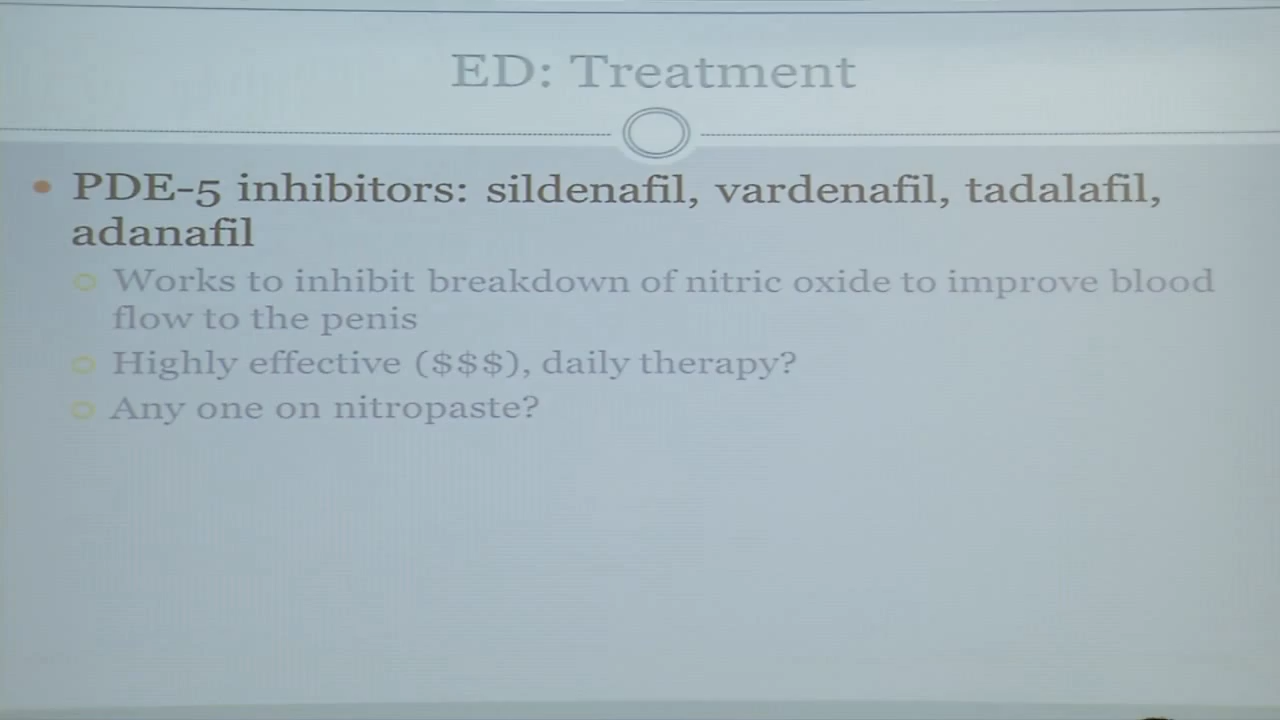 ED: Treatment
PDE-5 inhibitors: sildenafil, vardenafil, tadalafil,
adanafil
Works to inhibit breakdown of nitric oxide to improve blood
flow to the penis
Highly effective ($$$), daily therapy?
Any one on nitropaste?